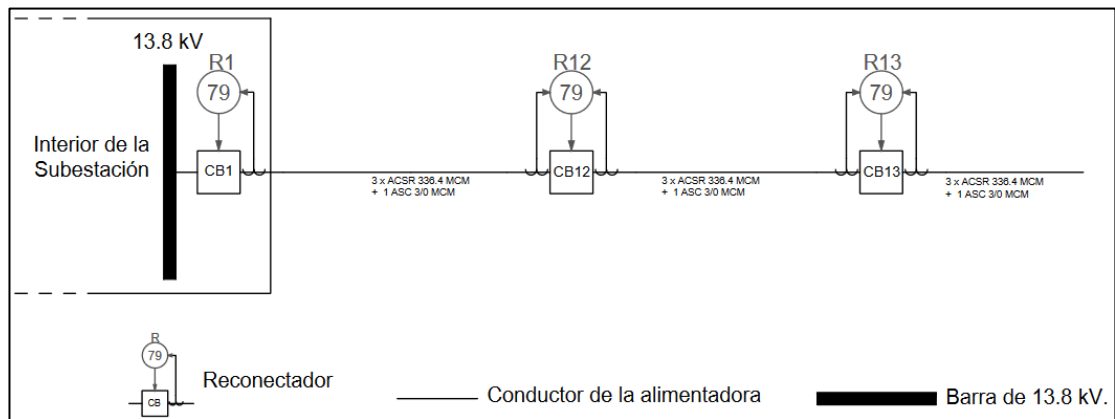 13.8 kV
R1
R12
R13
79
79
79
Interior de la
Subestación
CB1
CB12
CB13
3 x ACSR 336.4 MCM
+ 1 ASC 3/0 MCM
3 x ACSR 336.4 MCM
+ 1 ASC 3/0 MCM
3 x ACSR 336.4 MCM
+ 1 ASC 3/0 MCM
R
79
CB
Reconectador
Conductor de la alimentadora
Barra de 13.8 kV.